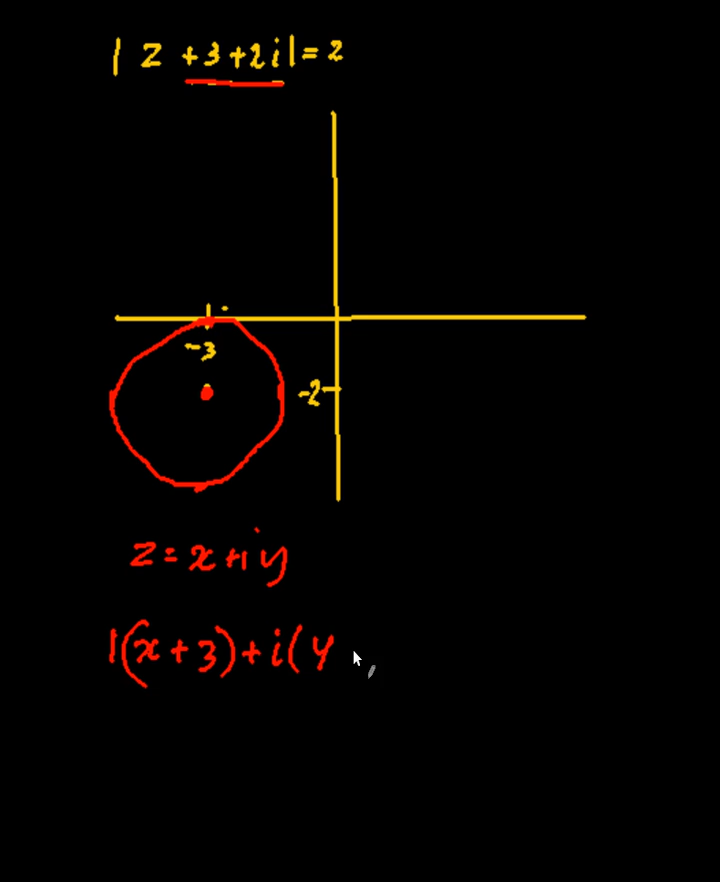 | z + 3 + 2i | = 2
-3
-2
z = x + iy
|(x + 3) + i( y